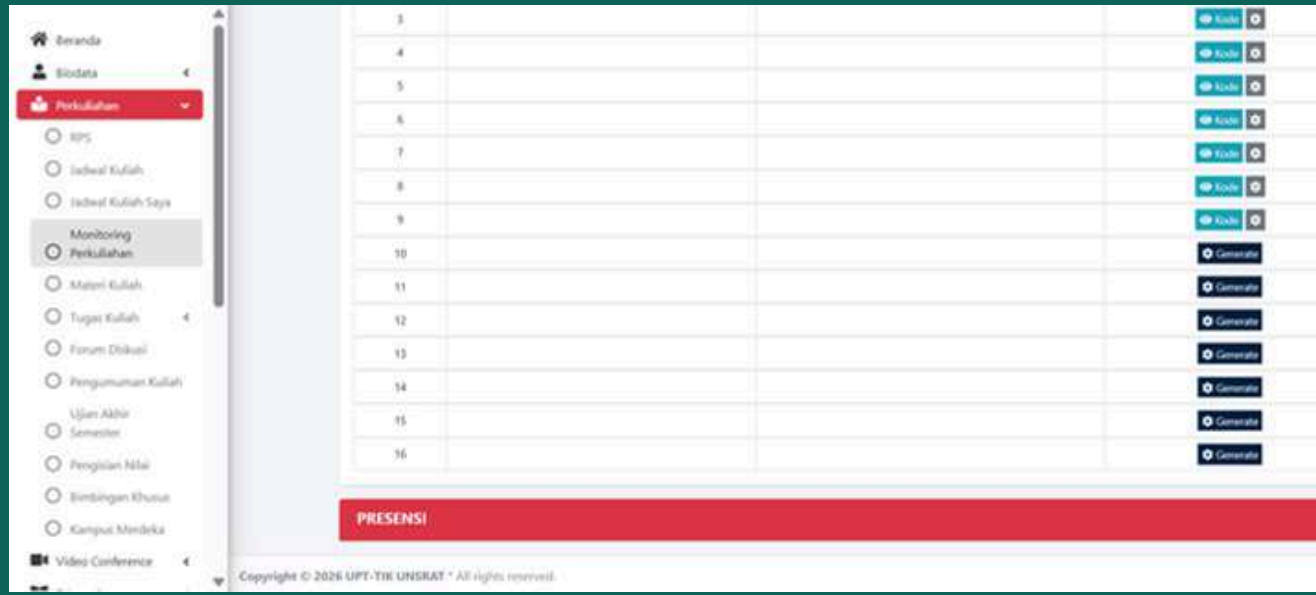 Beranda
Biodata
Perkuliahan
RPS
Jadwal Kuliah
Jadwal Kuliah Saya
Monitoring
Perkuliahan
Materi Kuliah
Tugas Kuliah
Forum Diskusi
Pengumuman Kuliah
Ujian Akhir
Semester
Pengisian Nilai
Bimbingan Khusus
Kampus Merdeka
Video Conference
3 Kode
4 Kode
5 Kode
6 Kode
7 Kode
8 Kode
9 Kode
10 Generate
11 Generate
12 Generate
13 Generate
14 Generate
15 Generate
16 Generate
PRESENSI
Copyright © 2026 UPT-TIK UNSRAT * All rights reserved.